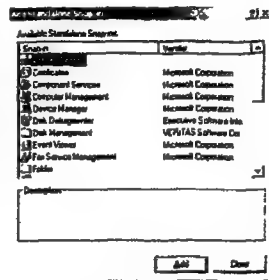 Available Standalone Snap-ins:
Snap-in Vendor
Certificates Microsoft Corporation
Component Services Microsoft Corporation
Computer Management Microsoft Corporation
Device Manager Microsoft Corporation
Disk Defragmenter Executive Software Inte
Disk Management VERITAS Software Cor
Event Viewer Microsoft Corporation
Fax Service Management Microsoft Corporation
Folder
Description
Add Close